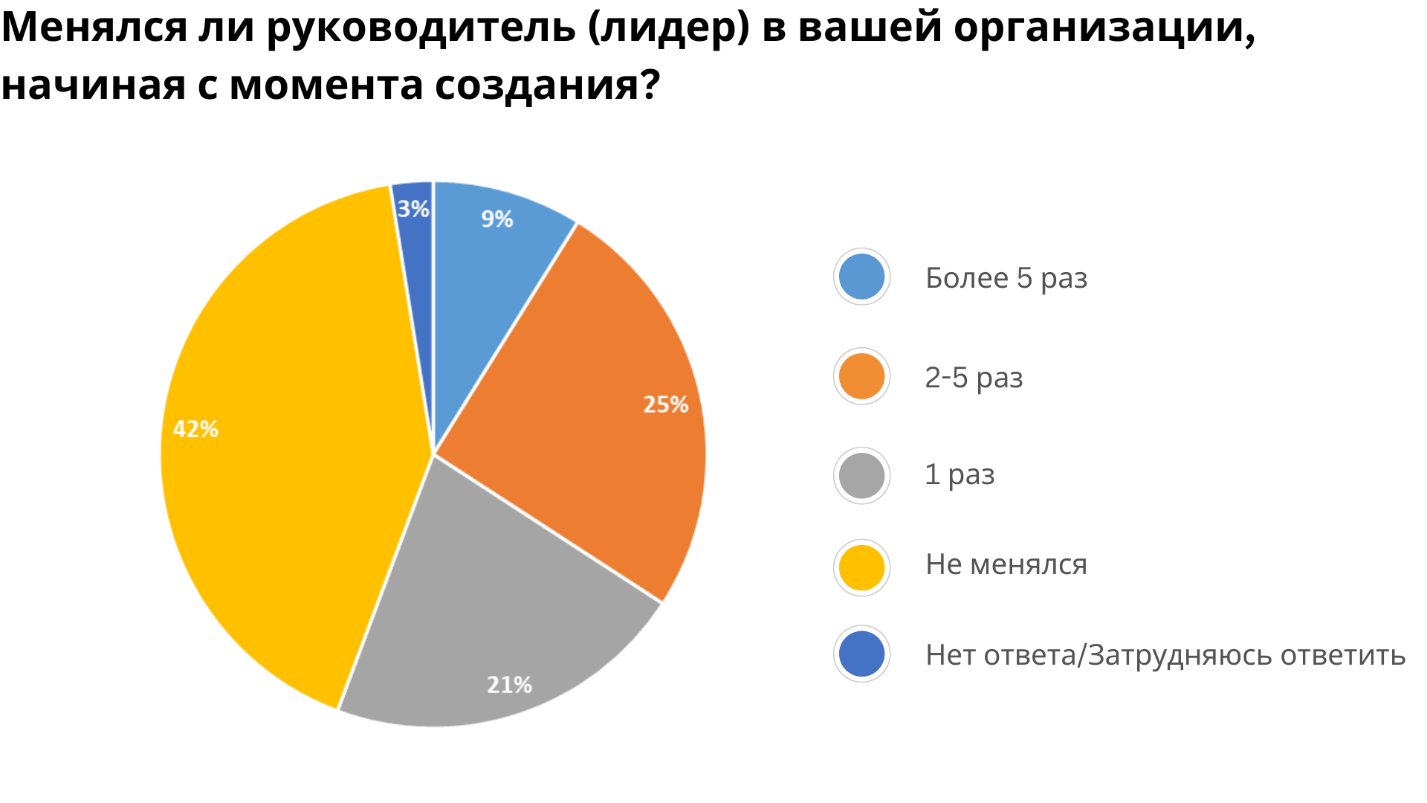 Менялся ли руководитель (лидер) в вашей организации,
начиная с момента создания?
3%
9%
25%
42%
21%
Более 5 раз
2-5 раз
1 раз
Не менялся
Нет ответа/Затрудняюсь ответить